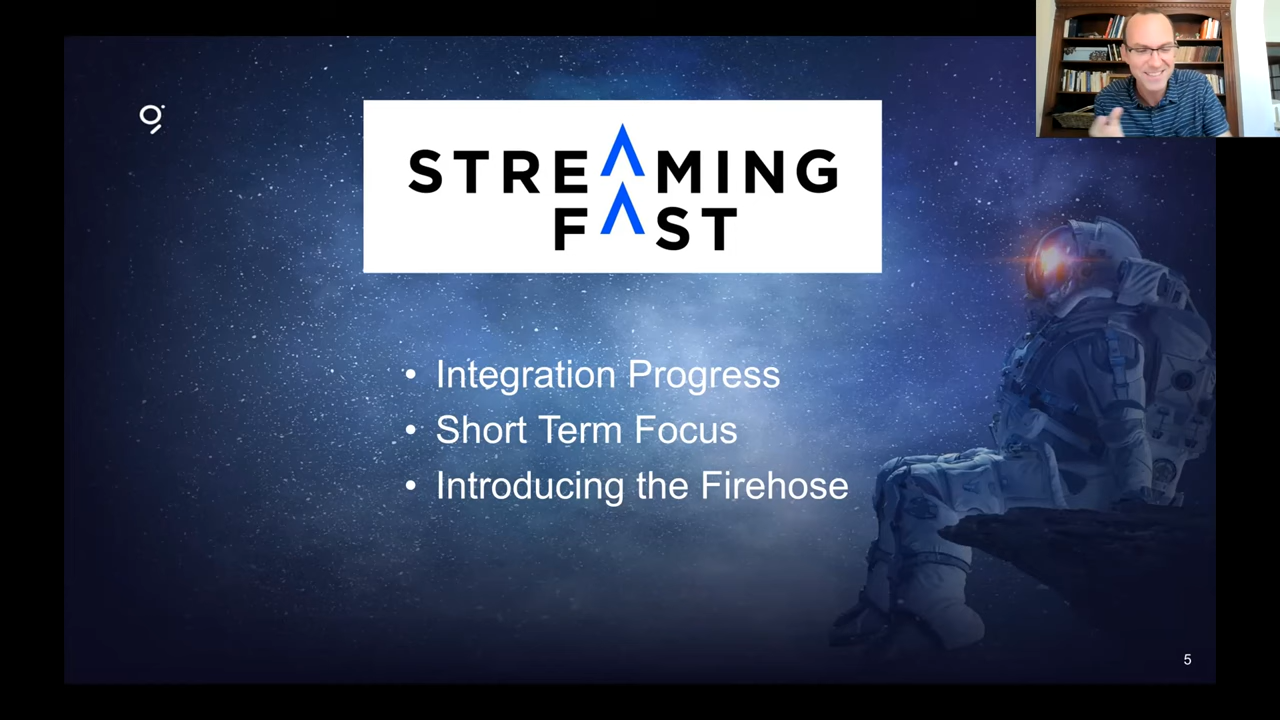 STREAMING
FAST
• Integration Progress
• Short Term Focus
• Introducing the Firehose
5